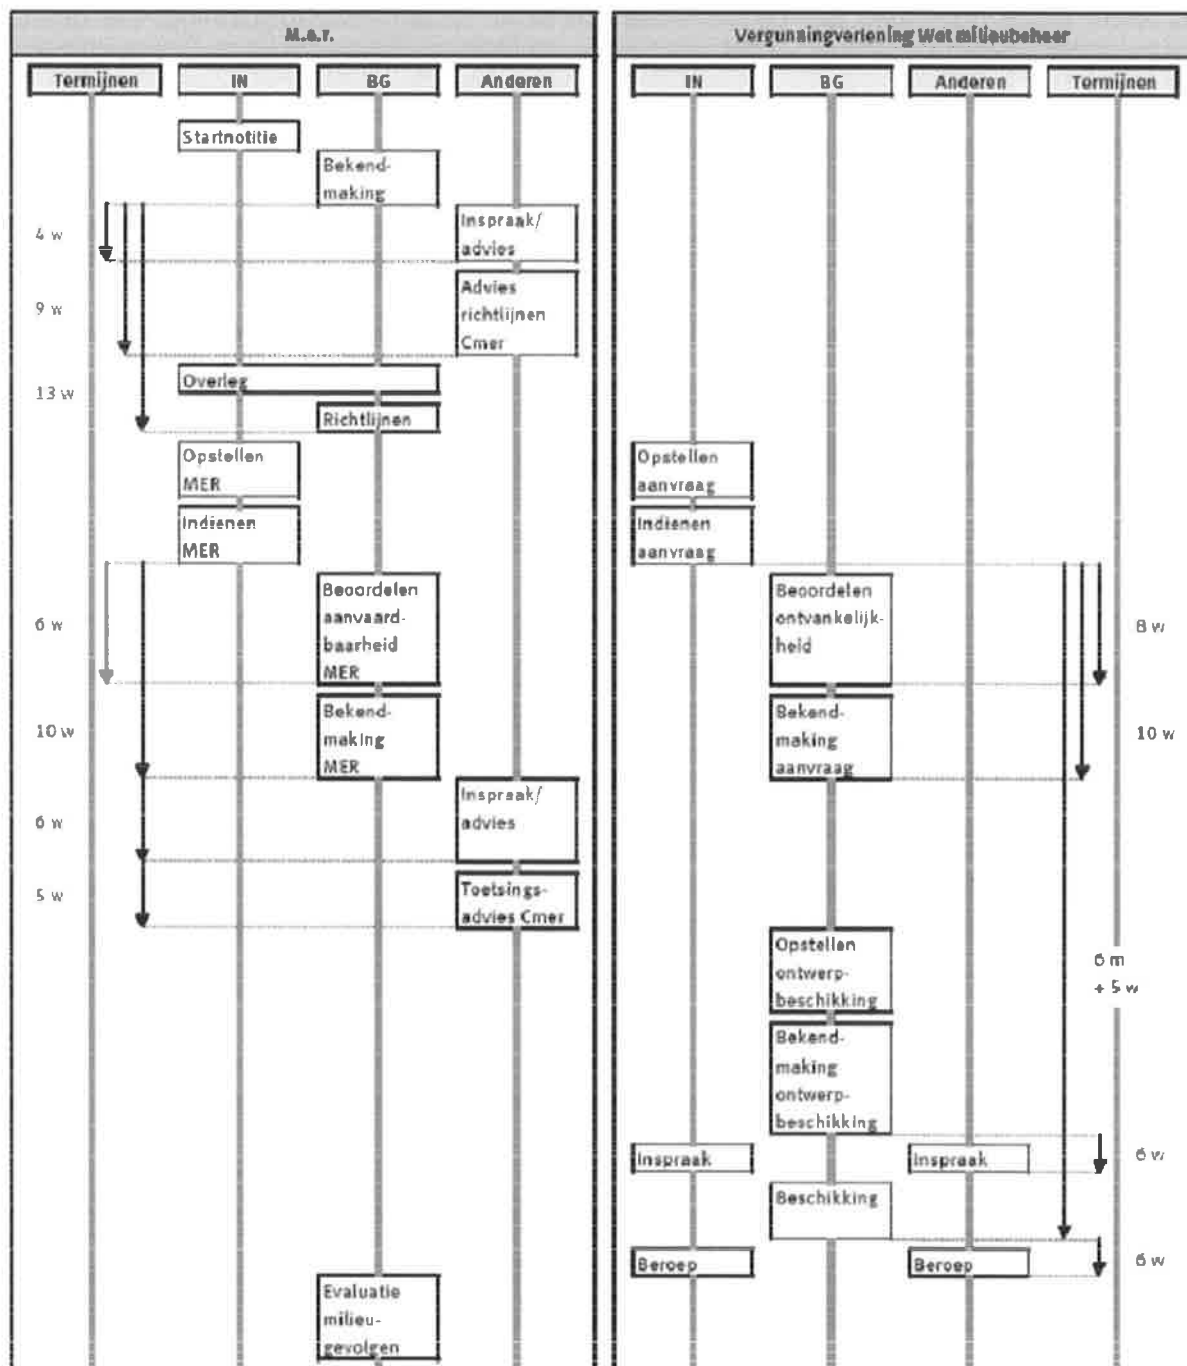 M.e.r.
Termijnen IN BG Anderen
Startnotitie
Bekend-
making
4 w
Inspraak/
advies
9 w
Advies
richtlijnen
Cmer
13 w
Overleg
Richtlijnen
Opstellen
MER
Indienen
MER
6 w
Beoordelen
aanvaard-
baarheid
MER
10 w
Bekend-
making
MER
6 w
Inspraak/
advies
5 w
Toetsings-
advies Cmer
Evaluatie
milieu-
gevolgen
Vergunningverlening Wet milieubeheer
IN BG Anderen Termijnen
Opstellen
aanvraag
Indienen
aanvraag
Beoordelen
ontvankelijk-
heid
8 w
Bekend-
making
aanvraag
10 w
Opstellen
ontwerp-
beschikking
6 m
+ 5 w
Bekend-
making
ontwerp-
beschikking
Inspraak
Inspraak
6 w
Beschikking
Beroep
Beroep
6 w